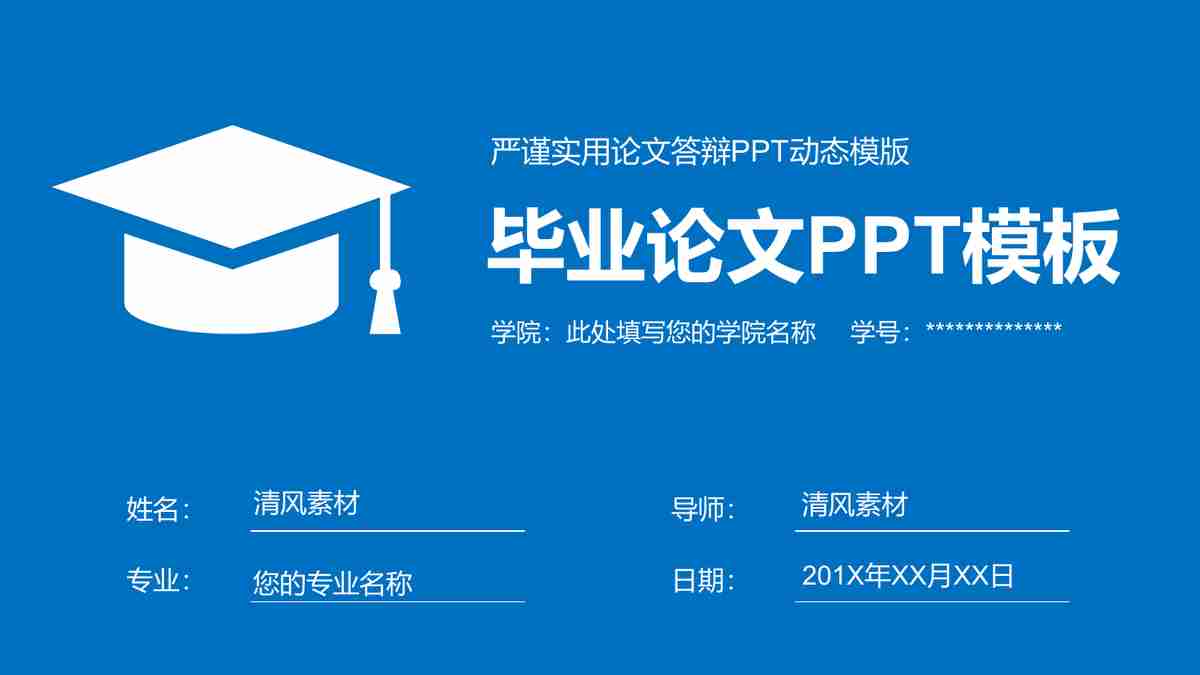 严谨实用论文答辩PPT动态模版
毕业论文PPT模板
学院：此处填写您的学院名称 学号：**************
姓名： 清风素材 导师： 清风素材
专业： 您的专业名称 日期： 201X年XX月XX日